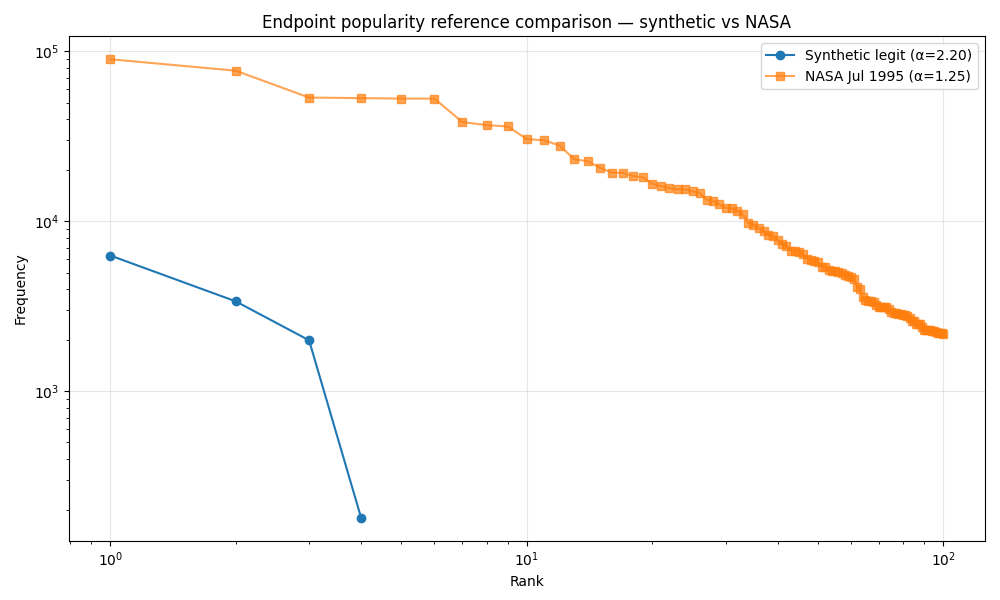 Endpoint popularity reference comparison — synthetic vs NASA
Synthetic legit (α=2.20)
NASA Jul 1995 (α=1.25)
Frequency
10⁵
10⁴
10³
10⁰
10¹
10²
Rank